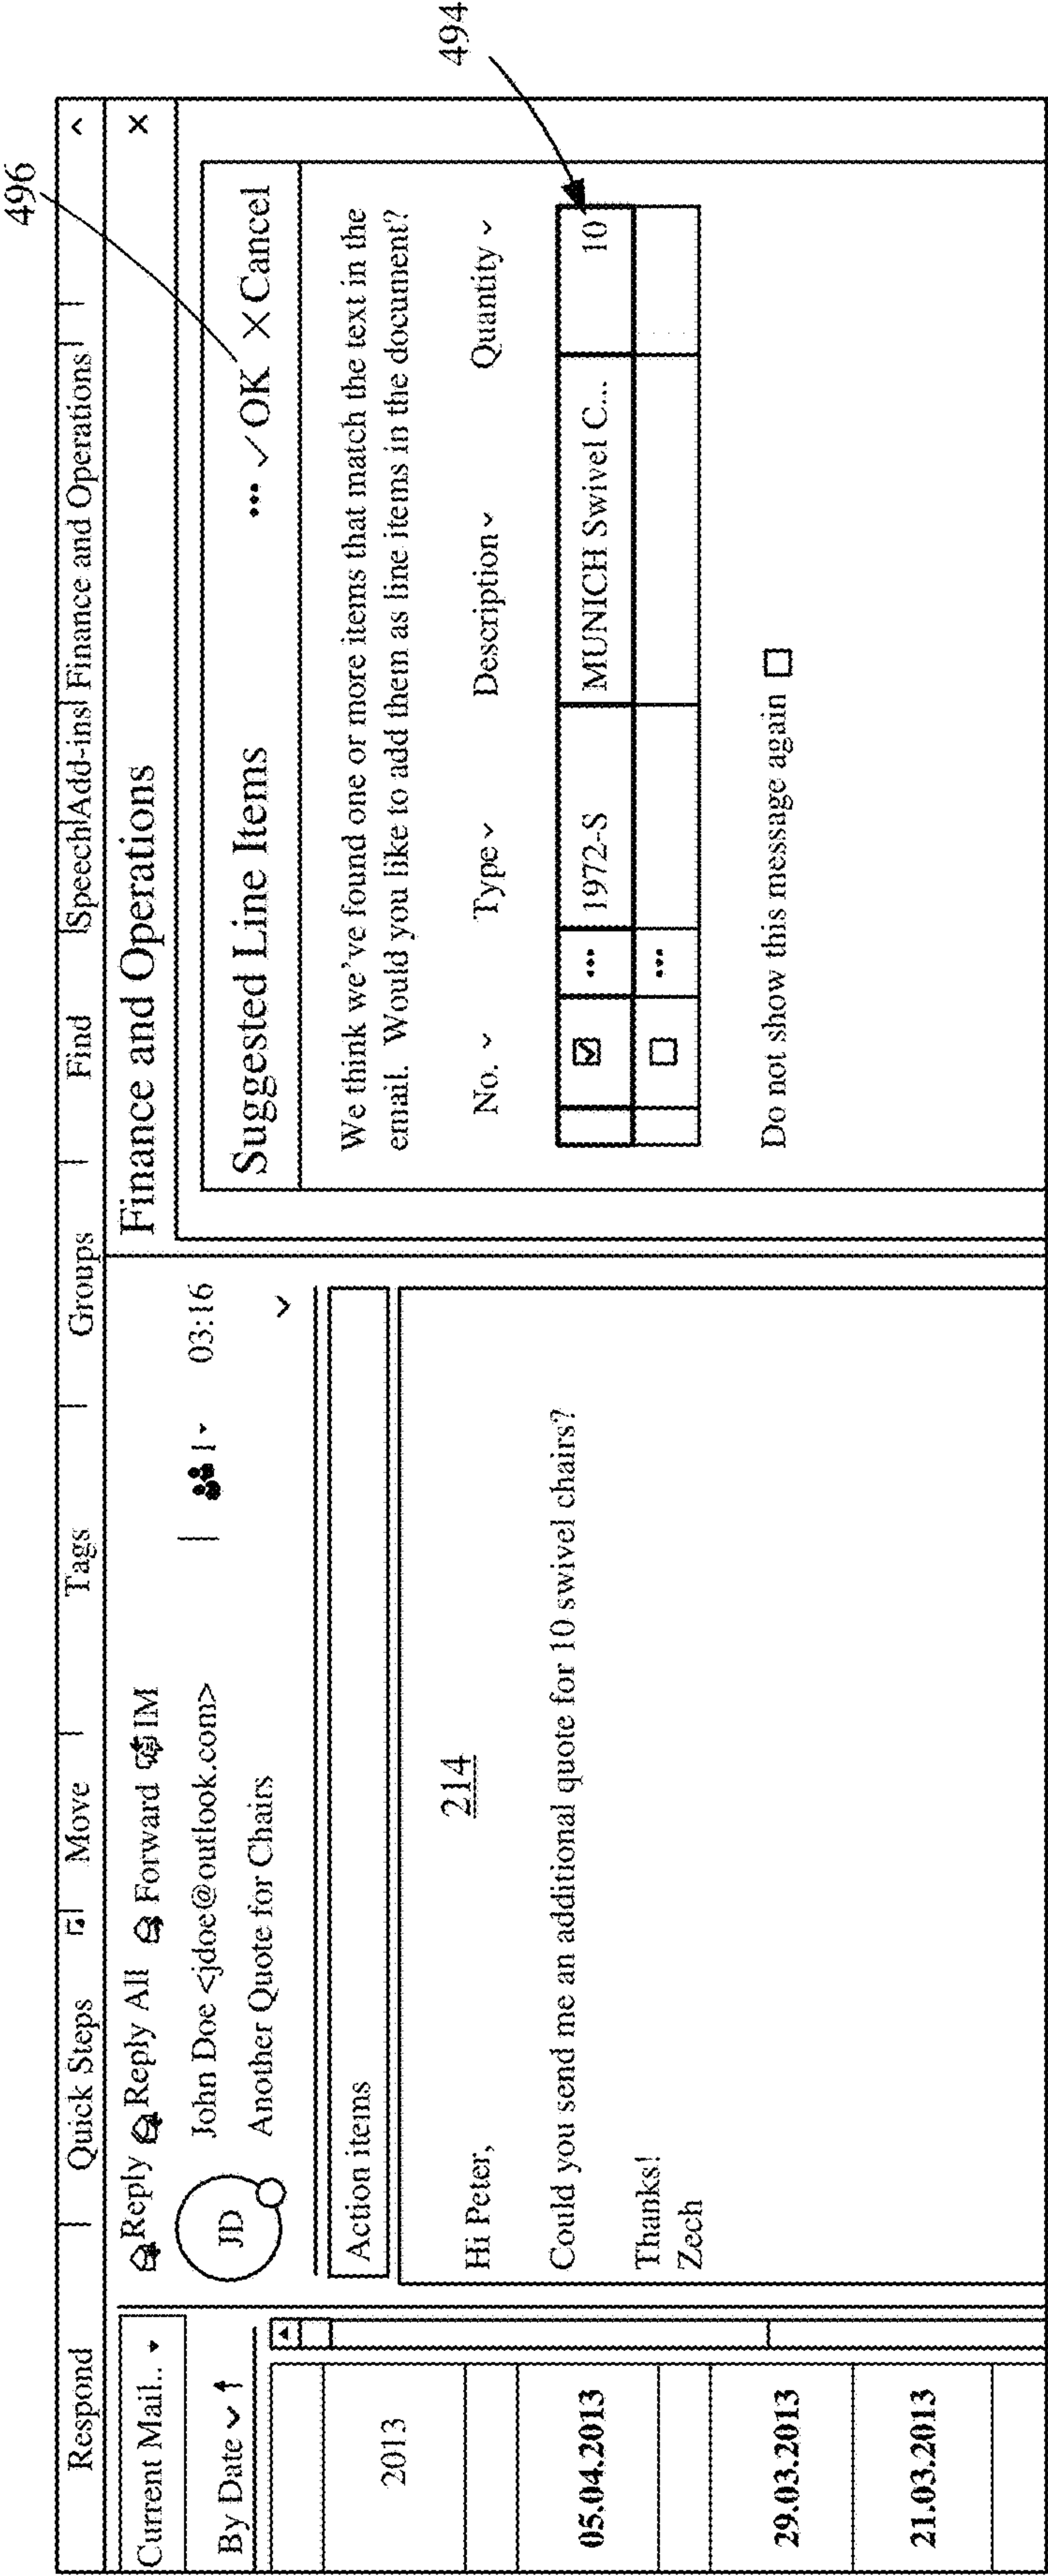 496
494
Respond
Quick Steps
Move
Tags
Groups
Find
Speech
Add-ins
Finance and Operations
Current Mail..
By Date
2013
05.04.2013
29.03.2013
21.03.2013
Reply Reply All Forward IM
JD
John Doe <jdoe@outlook.com>
03:16
Another Quote for Chairs
Action items
214
Hi Peter,
Could you send me an additional quote for 10 swivel chairs?
Thanks!
Zech
Finance and Operations
Suggested Line Items
••• ✓OK ×Cancel
We think we've found one or more items that match the text in the
email. Would you like to add them as line items in the document?
No. Type Description Quantity
••• 1972-S MUNICH Swivel C... 10
•••
Do not show this message again